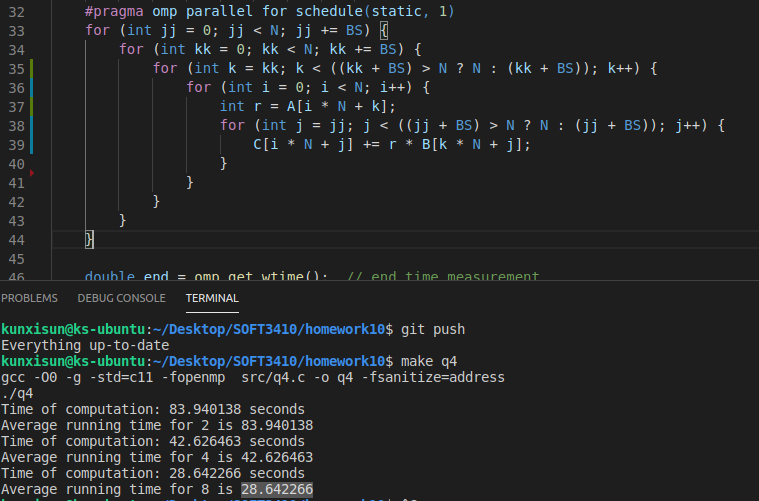 32 #pragma omp parallel for schedule(static, 1)
33 for (int jj = 0; jj < N; jj += BS) {
34 for (int kk = 0; kk < N; kk += BS) {
35 for (int k = kk; k < ((kk + BS) > N ? N : (kk + BS)); k++) {
36 for (int i = 0; i < N; i++) {
37 int r = A[i * N + k];
38 for (int j = jj; j < ((jj + BS) > N ? N : (jj + BS)); j++) {
39 C[i * N + j] += r * B[k * N + j];
40 }
41 }
42 }
43 }
44 }
45
46 double end = omp_get_wtime(); // end time measurement
PROBLEMS DEBUG CONSOLE TERMINAL
kunxisun@ks-ubuntu:~/Desktop/SOFT3410/homework10$ git push
Everything up-to-date
kunxisun@ks-ubuntu:~/Desktop/SOFT3410/homework10$ make q4
gcc -O0 -g -std=c11 -fopenmp src/q4.c -o q4 -fsanitize=address
./q4
Time of computation: 83.940138 seconds
Average running time for 2 is 83.940138
Time of computation: 42.626463 seconds
Average running time for 4 is 42.626463
Time of computation: 28.642266 seconds
Average running time for 8 is 28.642266